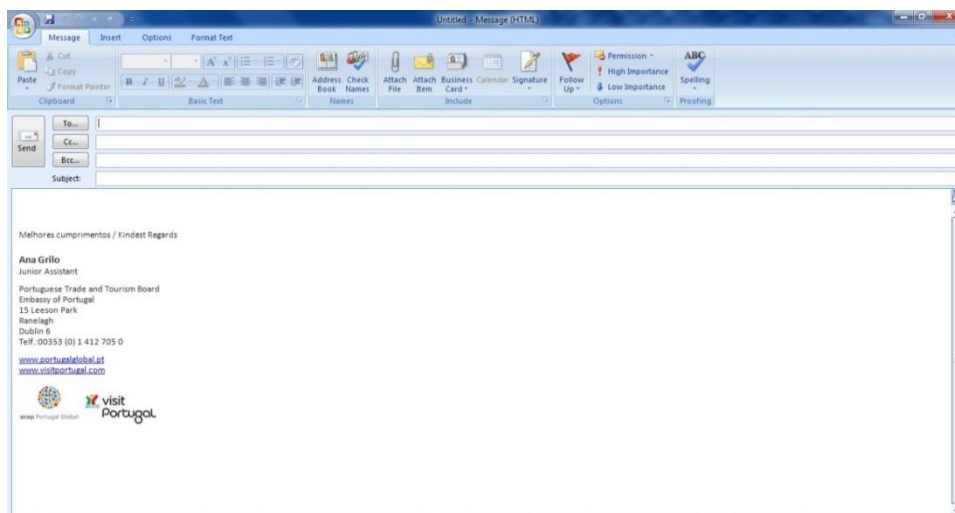 Untitled - Message (HTML)
Message Insert Options Format Text
Paste
Cut
Copy
Format Painter
Clipboard
B I U
Basic Text
Address Book
Check Names
Names
Attach File
Attach Item
Business Card
Calendar
Signature
Include
Follow Up
Permission
High Importance
Low Importance
Options
ABC
Spelling
Proofing
Send
To...
Cc...
Bcc...
Subject:
Melhores cumprimentos / Kindest Regards
Ana Grilo
Junior Assistant
Portuguese Trade and Tourism Board
Embassy of Portugal
15 Leeson Park
Ranelagh
Dublin 6
Telf.:00353 (0) 1 412 705 0
www.portugalglobal.pt
www.visitportugal.com
aicep Portugal Global
visit
Portugal